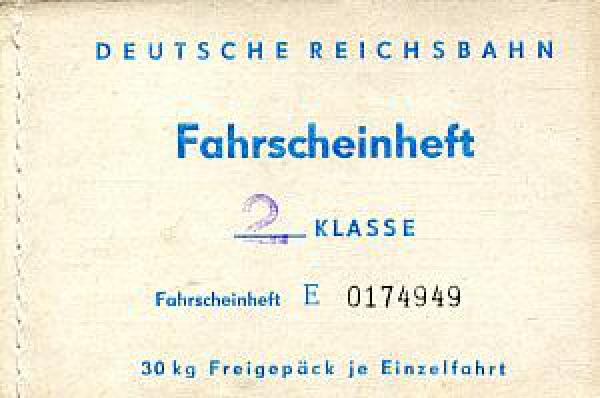 DEUTSCHE REICHSBAHN
Fahrscheinheft
2 KLASSE
Fahrscheinheft E 0174949
30 kg Freigepäck je Einzelfahrt